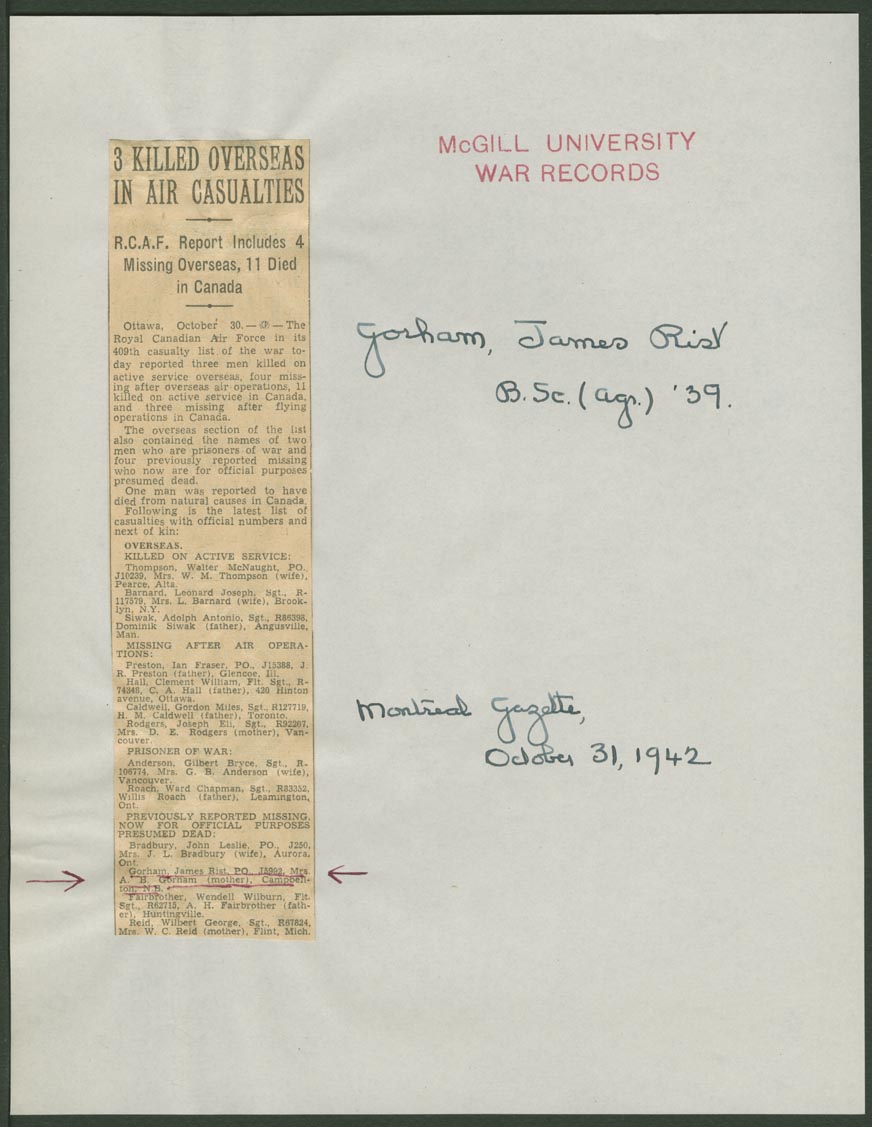 3 KILLED OVERSEAS
IN AIR CASUALTIES
R.C.A.F. Report Includes 4
Missing Overseas, 11 Died
in Canada
Ottawa, October 30.—(P)—The
Royal Canadian Air Force in its
409th casualty list of the war to-
day reported three men killed on
active service overseas, four miss-
ing after overseas air operations, 11
killed on active service in Canada,
and three missing after flying
operations in Canada.
The overseas section of the list
also contained the names of two
men who are prisoners of war and
four previously reported missing
who now are for official purposes
presumed dead.
One man was reported to have
died from natural causes in Canada.
Following is the latest list of
casualties with official numbers and
next of kin:
OVERSEAS.
KILLED ON ACTIVE SERVICE:
Thompson, Walter McNaught, PO.,
J10239, Mrs. W. M. Thompson (wife),
Pearce, Alta.
Barnard, Leonard Joseph, Sgt., R-
117579, Mrs. L. Barnard (wife), Brook-
lyn, N.Y.
Siwak, Adolph Antonio, Sgt., R86398,
Dominik Siwak (father), Angusville,
Man.
MISSING AFTER AIR OPERA-
TIONS:
Preston, Ian Fraser, PO., J15388, J.
R. Preston (father), Glencoe, Ill.
Hall, Clement William, Flt. Sgt., R-
74348, C. A. Hall (father), 420 Hinton
avenue, Ottawa.
Caldwell, Gordon Miles, Sgt., R127719,
H. M. Caldwell (father), Toronto.
Rodgers, Joseph Eli, Sgt., R92267,
Mrs. D. E. Rodgers (mother), Van-
couver.
PRISONER OF WAR:
Anderson, Gilbert Bryce, Sgt., R-
106774, Mrs. G. B. Anderson (wife),
Vancouver.
Roach, Ward Chapman, Sgt., R83352,
Willis Roach (father), Leamington,
Ont.
PREVIOUSLY REPORTED MISSING,
NOW FOR OFFICIAL PURPOSES
PRESUMED DEAD:
Bradbury, John Leslie, PO., J250,
Mrs. J. L. Bradbury (wife), Aurora,
Ont.
Gorham, James Rist, PO., J5992, Mrs.
A. B. Gorham (mother), Campbell-
ton, N.B.
Fairbrother, Wendell Wilburn, Flt.
Sgt., R62715, A. H. Fairbrother (fath-
er), Huntingville.
Reid, Wilbert George, Sgt., R67834,
Mrs. W. C. Reid (mother), Flint, Mich.
McGILL UNIVERSITY
WAR RECORDS
Gorham, James Rist
B.Sc. (agr.) '39.
Montreal Gazette,
October 31, 1942